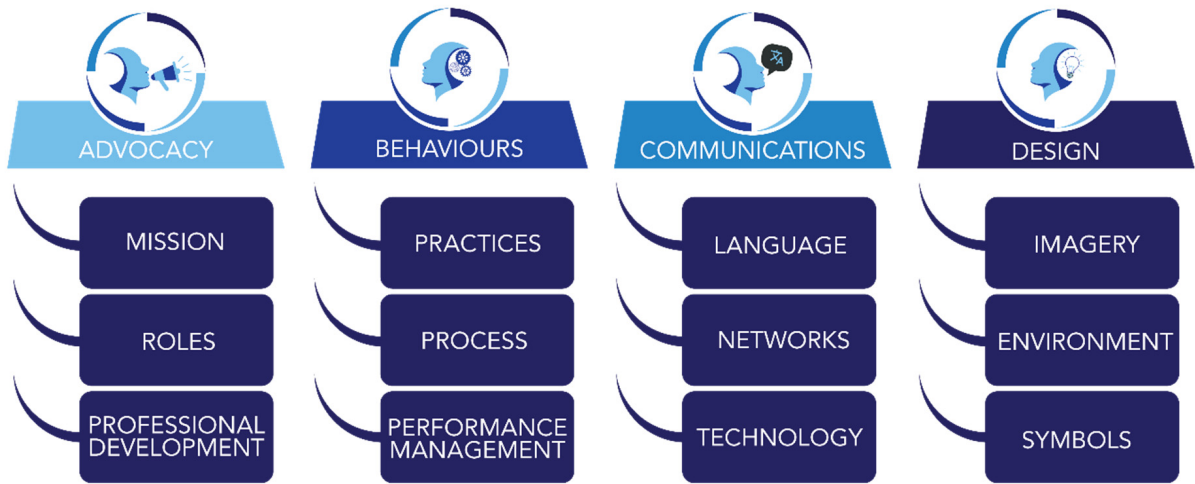 ADVOCACY
BEHAVIOURS
COMMUNICATIONS
DESIGN
MISSION
PRACTICES
LANGUAGE
IMAGERY
ROLES
PROCESS
NETWORKS
ENVIRONMENT
PROFESSIONAL
DEVELOPMENT
PERFORMANCE
MANAGEMENT
TECHNOLOGY
SYMBOLS